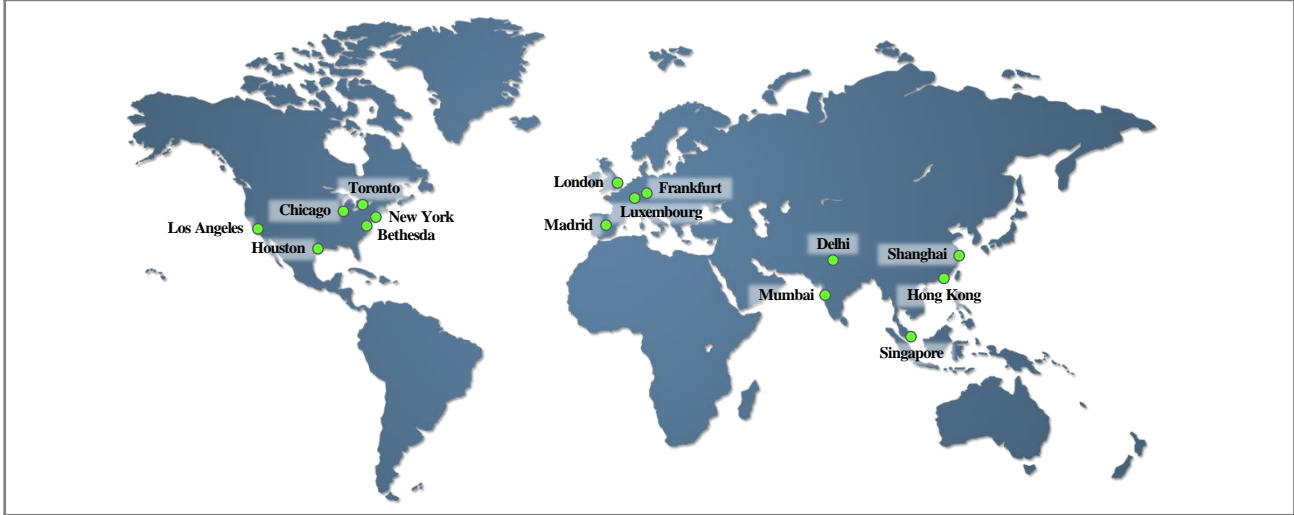 Toronto
Chicago
New York
Los Angeles
Bethesda
Houston
London
Frankfurt
Luxembourg
Madrid
Delhi
Shanghai
Mumbai
Hong Kong
Singapore